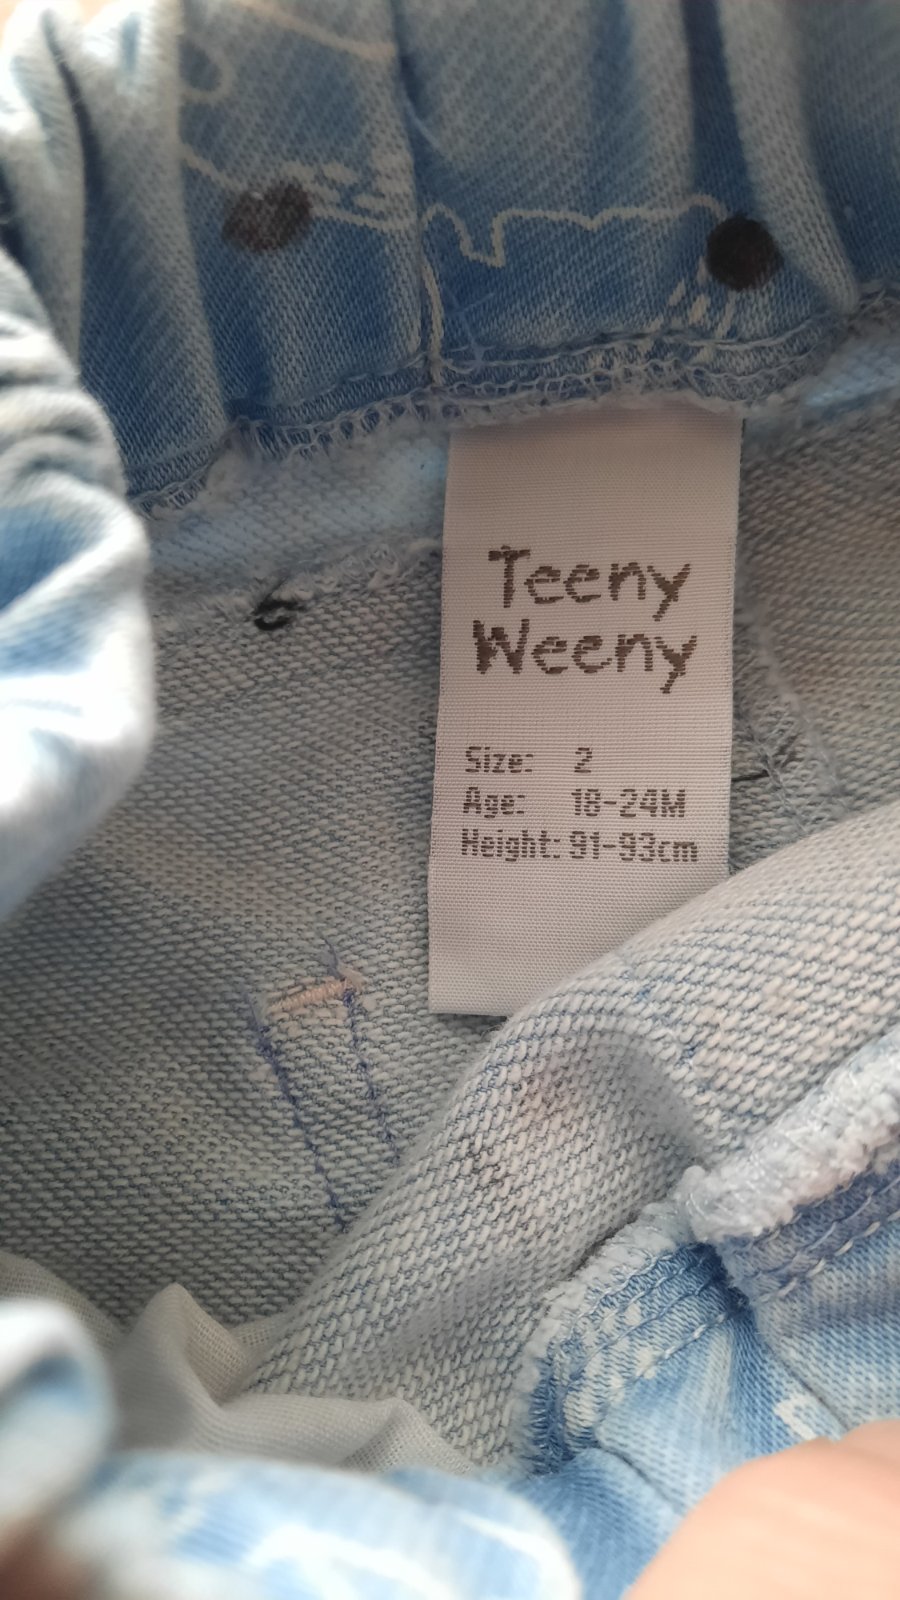 Teeny
Weeny
Size: 2
Age: 18-24M
Height: 91-93cm